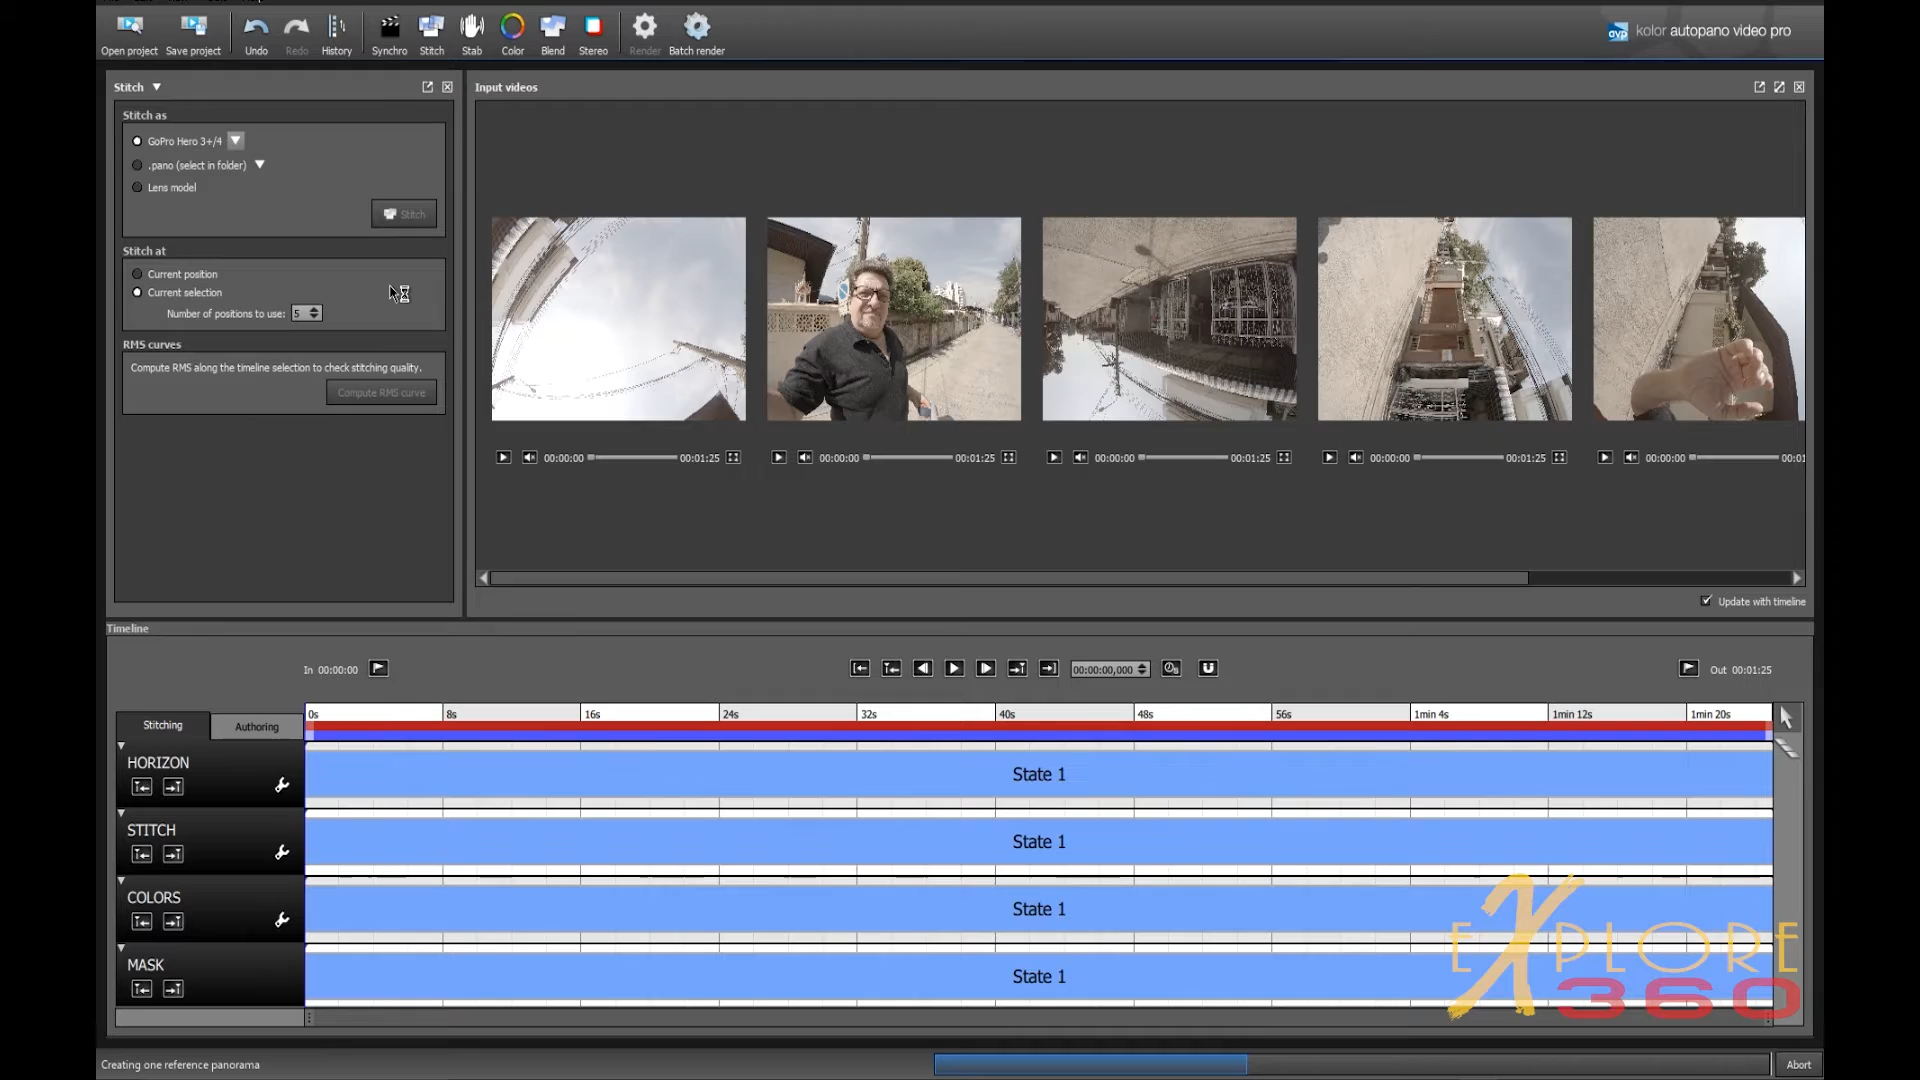 Open project
Save project
Undo
Redo
History
Synchro
Stitch
Stab
Color
Blend
Stereo
Render
Batch render
avp
kolor autopano video pro
Stitch
Stitch as
GoPro Hero 3+/4
.pano (select in folder)
Lens model
Stitch
Stitch at
Current position
Current selection
Number of positions to use: 5
RMS curves
Compute RMS along the timeline selection to check stitching quality.
Compute RMS curve
Input videos
00:00:00 00:01:25
00:00:00 00:01:25
00:00:00 00:01:25
00:00:00 00:01:25
00:00:00 00:01
Update with timeline
Timeline
In 00:00:00
00:00:00,000
Out 00:01:25
Stitching
Authoring
0s 8s 16s 24s 32s 40s 48s 56s 1min 4s 1min 12s 1min 20s
HORIZON
State 1
STITCH
State 1
COLORS
State 1
MASK
State 1
EXPLORE
360
Creating one reference panorama
Abort